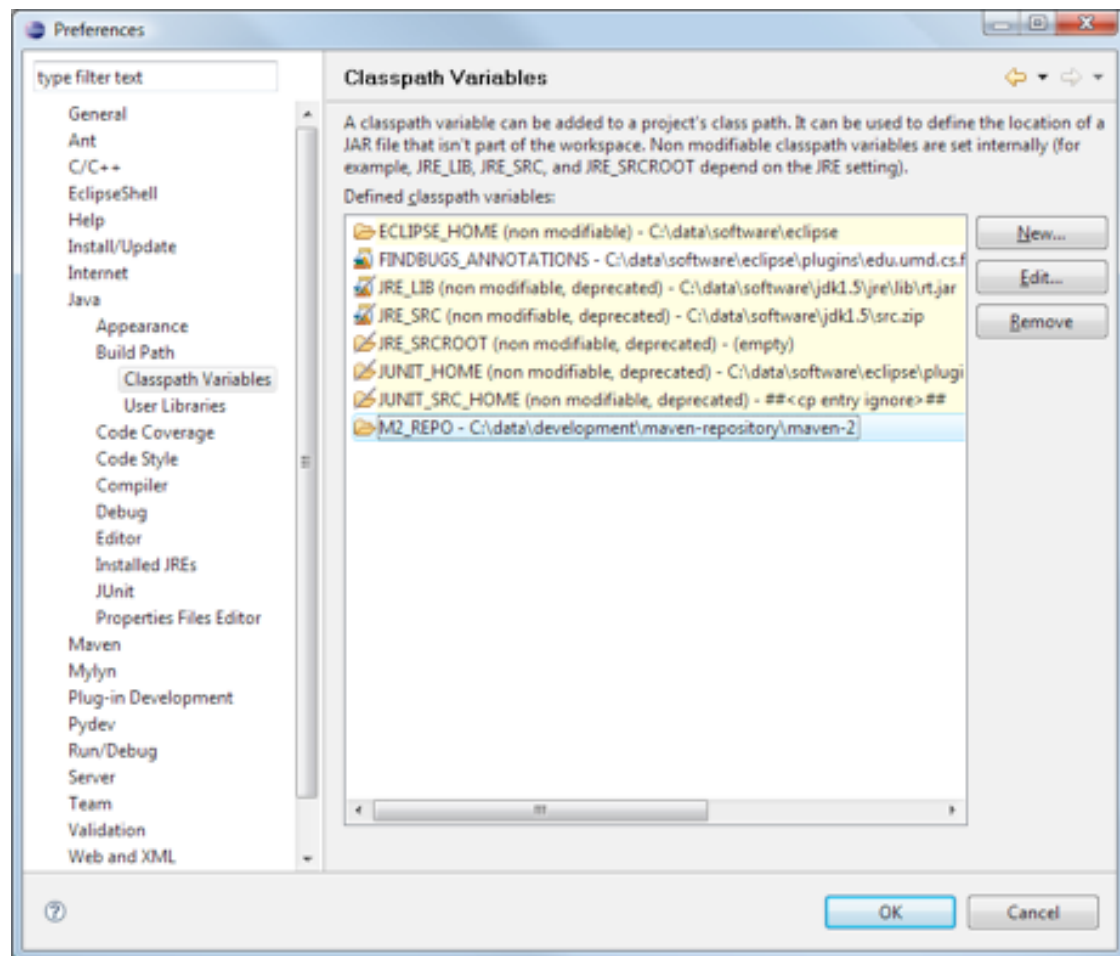 Preferences
type filter text
General
Ant
C/C++
EclipseShell
Help
Install/Update
Internet
Java
Appearance
Build Path
Classpath Variables
User Libraries
Code Coverage
Code Style
Compiler
Debug
Editor
Installed JREs
JUnit
Properties Files Editor
Maven
Mylyn
Plug-in Development
Pydev
Run/Debug
Server
Team
Validation
Web and XML
Classpath Variables
A classpath variable can be added to a project's class path. It can be used to define the location of a
JAR file that isn't part of the workspace. Non modifiable classpath variables are set internally (for
example, JRE_LIB, JRE_SRC, and JRE_SRCROOT depend on the JRE setting).
Defined classpath variables:
ECLIPSE_HOME (non modifiable) - C:\data\software\eclipse
FINDBUGS_ANNOTATIONS - C:\data\software\eclipse\plugins\edu.umd.cs.f
JRE_LIB (non modifiable, deprecated) - C:\data\software\jdk1.5\jre\lib\rt.jar
JRE_SRC (non modifiable, deprecated) - C:\data\software\jdk1.5\src.zip
JRE_SRCROOT (non modifiable, deprecated) - (empty)
JUNIT_HOME (non modifiable, deprecated) - C:\data\software\eclipse\plugi
JUNIT_SRC_HOME (non modifiable, deprecated) - ##<cp entry ignore>##
M2_REPO - C:\data\development\maven-repository\maven-2
New...
Edit...
Remove
OK
Cancel